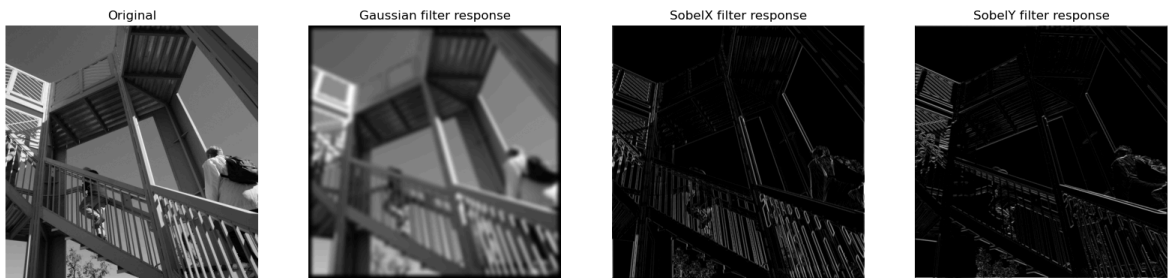 Original
Gaussian filter response
SobelX filter response
SobelY filter response